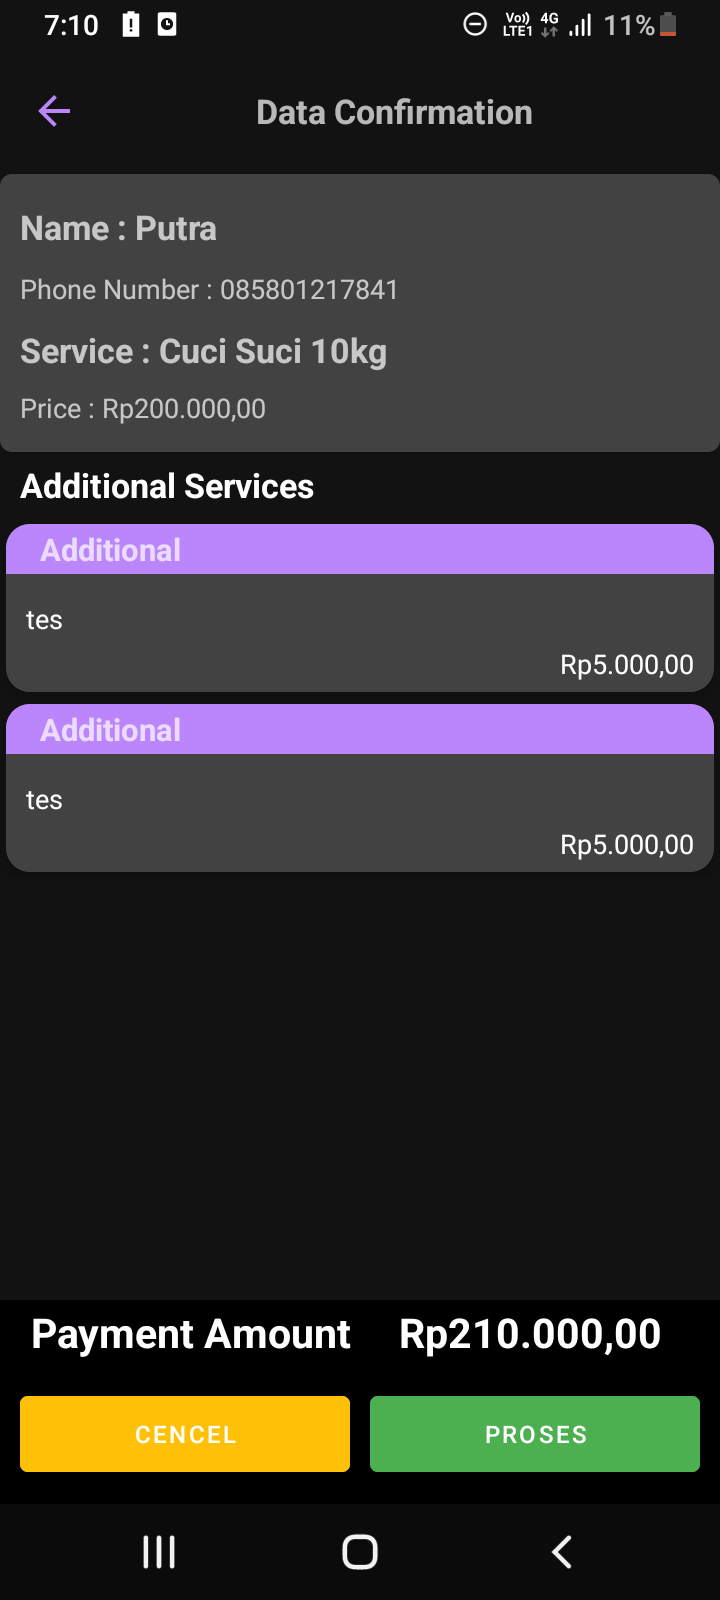 7:10 Vo)) LTE1 4G 11%
Data Confirmation
Name : Putra
Phone Number : 085801217841
Service : Cuci Suci 10kg
Price : Rp200.000,00
Additional Services
Additional
tes
Rp5.000,00
Additional
tes
Rp5.000,00
Payment Amount Rp210.000,00
CENCEL PROSES